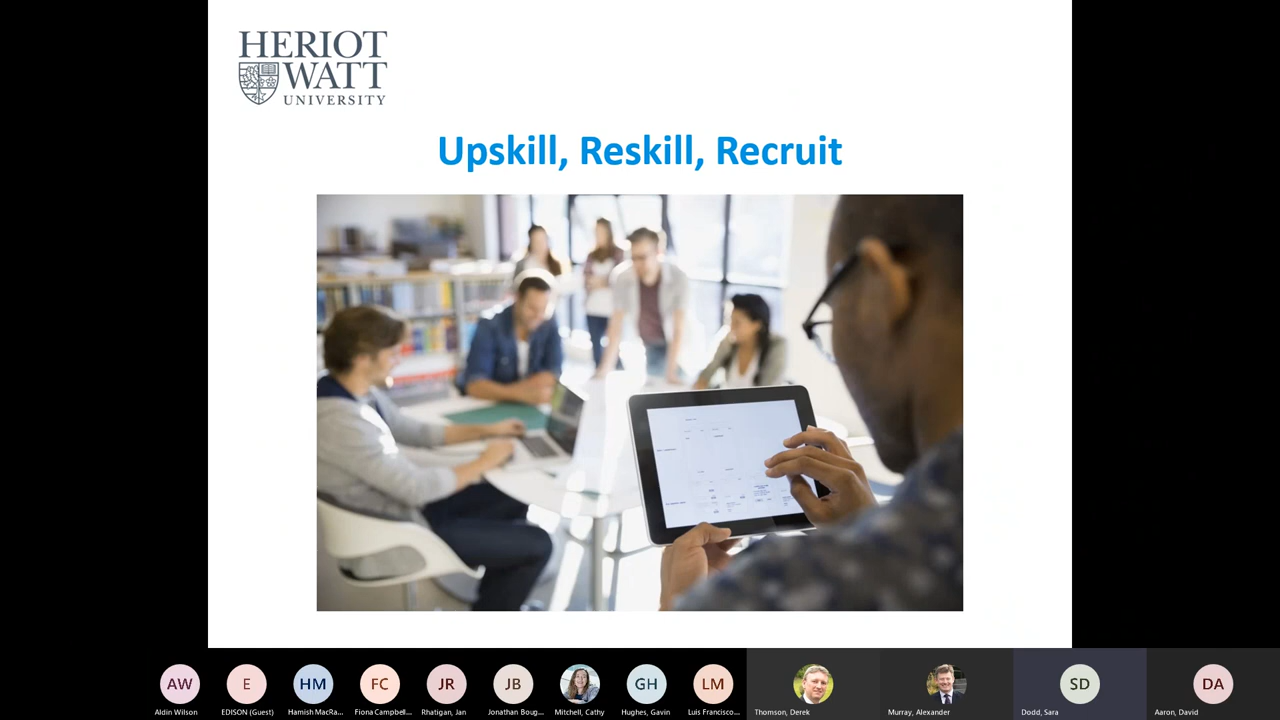 HERIOT
WATT
UNIVERSITY
Upskill, Reskill, Recruit
AW
E
HM
FC
JR
JB
GH
LM
SD
DA
Aldin Wilson
EDISON (Guest)
Hamish MacRa...
Fiona Campbell...
Rhatigan, Jan
Jonathan Boug...
Mitchell, Cathy
Hughes, Gavin
Luis Francisco...
Thomson, Derek
Murray, Alexander
Dodd, Sara
Aaron, David